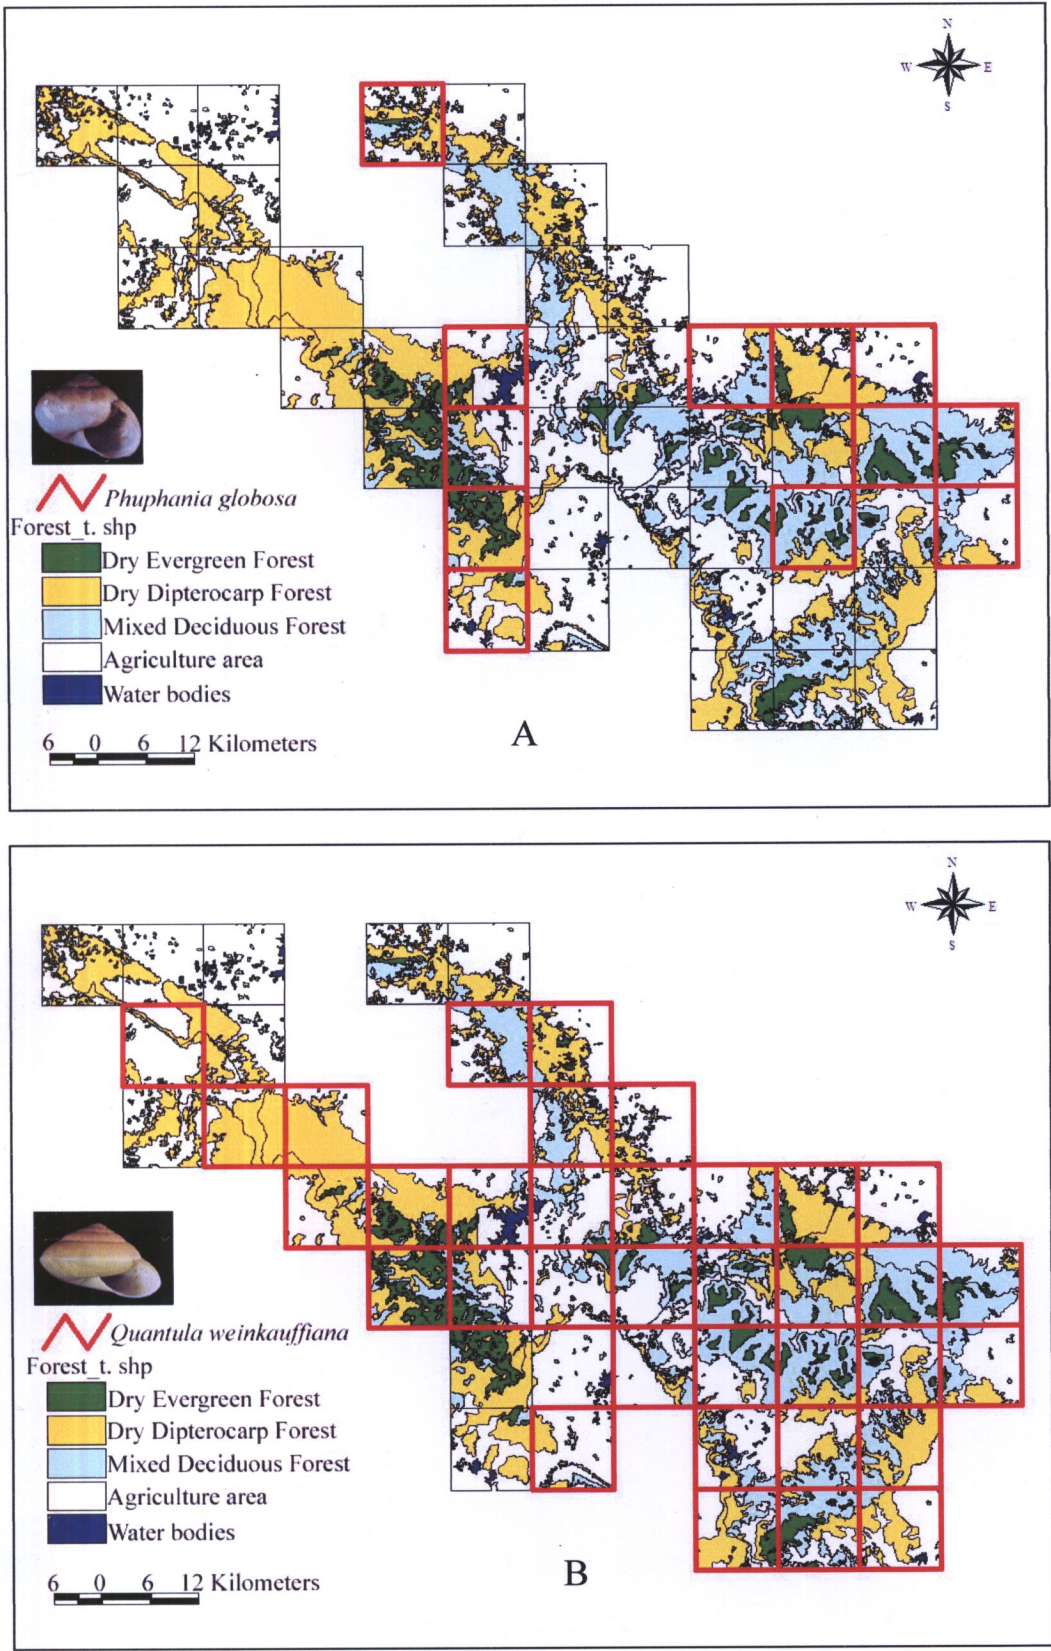 N
W E
S
Phuphania globosa
Forest_t. shp
Dry Evergreen Forest
Dry Dipterocarp Forest
Mixed Deciduous Forest
Agriculture area
Water bodies
6 0 6 12 Kilometers
A
N
W E
S
Quantula weinkauffiana
Forest_t. shp
Dry Evergreen Forest
Dry Dipterocarp Forest
Mixed Deciduous Forest
Agriculture area
Water bodies
6 0 6 12 Kilometers
B